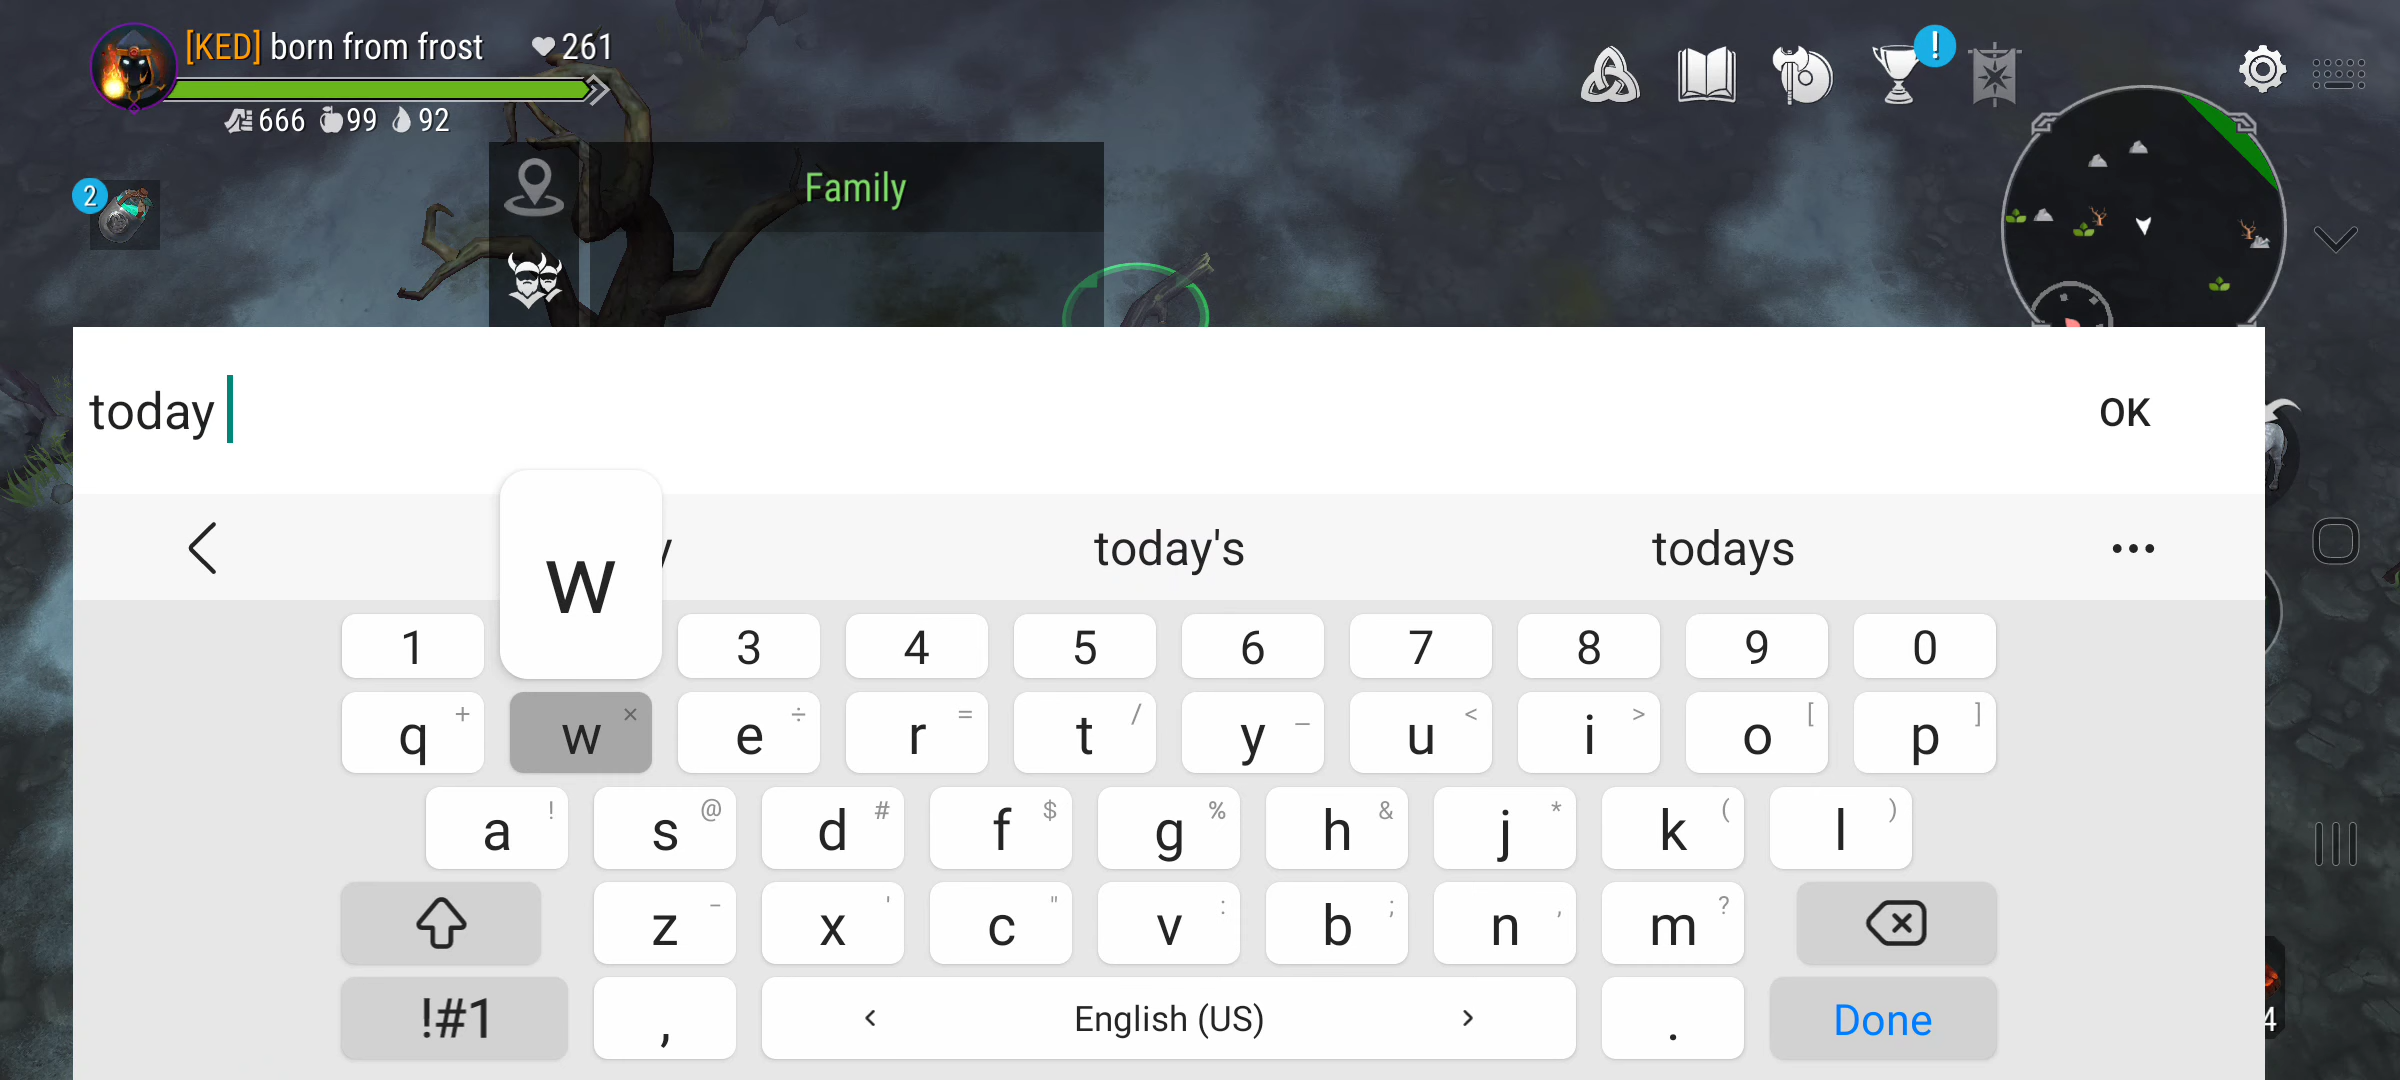 [KED] born from frost 261
666 99 92
2
Family
today
OK
today's todays
w
1 3 4 5 6 7 8 9 0
q + w × e ÷ r = t / y _ u < i > o [ p ]
a ! s @ d # f $ g % h & j * k ( l )
z - x ' c " v : b ; n , m ?
!#1 , < English (US) > . Done
4